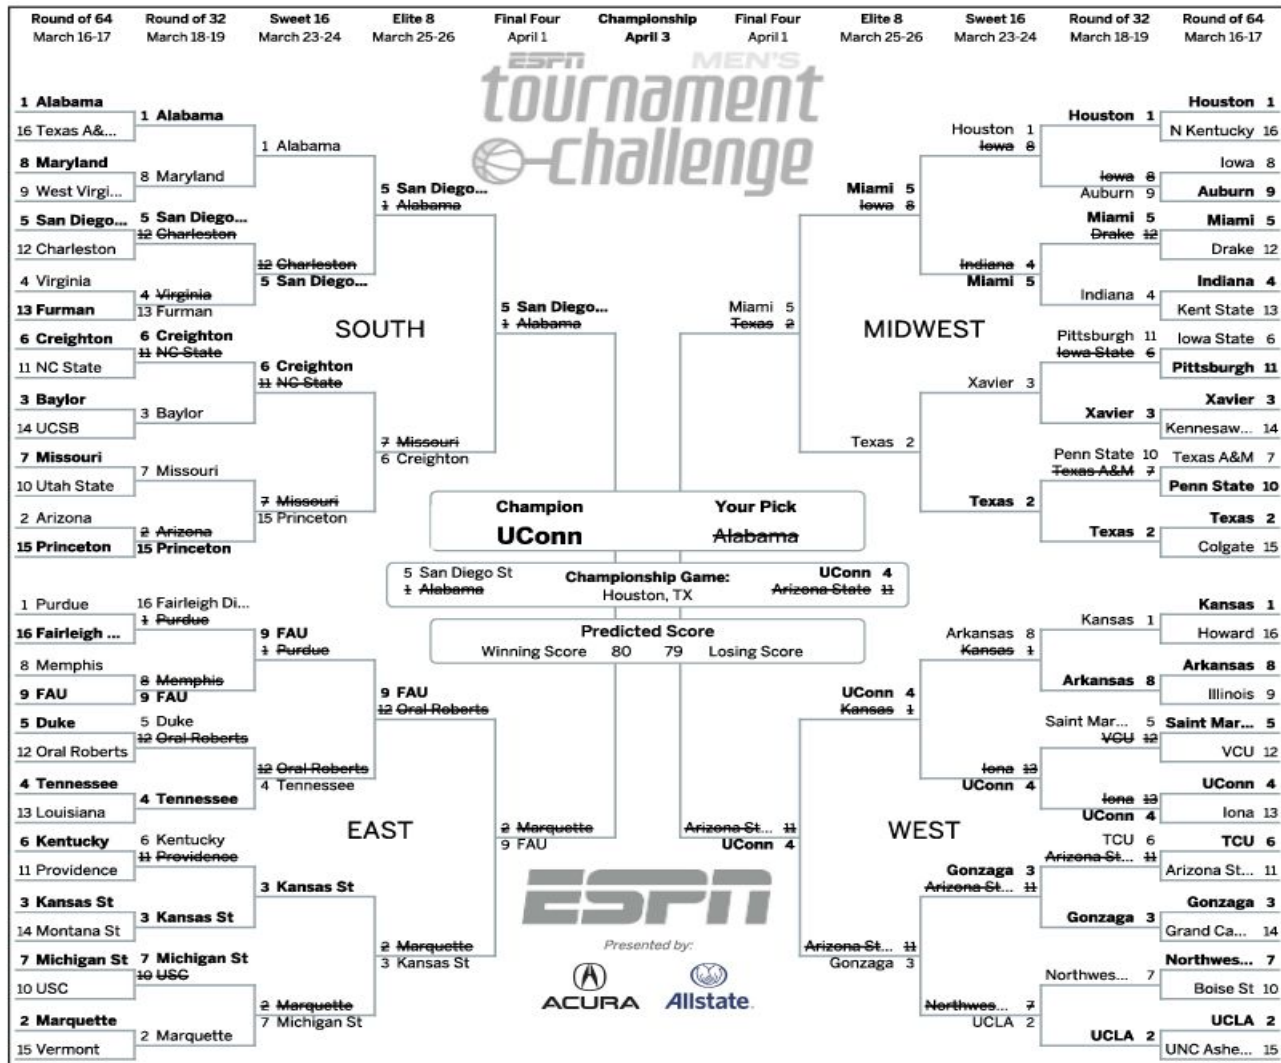 Round of 64 Round of 32 Sweet 16 Elite 8 Final Four Championship Final Four Elite 8 Sweet 16 Round of 32 Round of 64
March 16-17 March 18-19 March 23-24 March 25-26 April 1 April 3 April 1 March 25-26 March 23-24 March 18-19 March 16-17
ESPN MEN'S
tournament
challenge
1 Alabama
16 Texas A&...
8 Maryland
9 West Virgi...
5 San Diego...
12 Charleston
4 Virginia
13 Furman
6 Creighton
11 NC State
3 Baylor
14 UCSB
7 Missouri
10 Utah State
2 Arizona
15 Princeton
1 Alabama
8 Maryland
5 San Diego...
12 Charleston
4 Virginia
13 Furman
6 Creighton
11 NC State
3 Baylor
7 Missouri
2 Arizona
15 Princeton
1 Alabama
12 Charleston
5 San Diego...
6 Creighton
11 NC State
7 Missouri
15 Princeton
5 San Diego...
1 Alabama
7 Missouri
6 Creighton
5 San Diego...
1 Alabama
SOUTH
1 Purdue
16 Fairleigh ...
8 Memphis
9 FAU
5 Duke
12 Oral Roberts
4 Tennessee
13 Louisiana
6 Kentucky
11 Providence
3 Kansas St
14 Montana St
7 Michigan St
10 USC
2 Marquette
15 Vermont
16 Fairleigh Di...
1 Purdue
8 Memphis
9 FAU
5 Duke
12 Oral Roberts
4 Tennessee
6 Kentucky
11 Providence
3 Kansas St
7 Michigan St
10 USC
2 Marquette
9 FAU
1 Purdue
12 Oral Roberts
4 Tennessee
3 Kansas St
2 Marquette
7 Michigan St
9 FAU
12 Oral Roberts
2 Marquette
3 Kansas St
2 Marquette
9 FAU
EAST
Champion Your Pick
UConn Alabama
5 San Diego St Championship Game: UConn 4
1 Alabama Houston, TX Arizona State 11
Predicted Score
Winning Score 80 79 Losing Score
MIDWEST
Miami 5
Texas 2
Miami 5
Iowa 8
Texas 2
Houston 1
Iowa 8
Indiana 4
Miami 5
Xavier 3
Texas 2
Houston 1
Iowa 8
Auburn 9
Miami 5
Drake 12
Indiana 4
Pittsburgh 11
Iowa State 6
Xavier 3
Penn State 10
Texas A&M 7
Texas 2
Houston 1
N Kentucky 16
Iowa 8
Auburn 9
Miami 5
Drake 12
Indiana 4
Kent State 13
Iowa State 6
Pittsburgh 11
Xavier 3
Kennesaw... 14
Texas A&M 7
Penn State 10
Texas 2
Colgate 15
WEST
Arizona St... 11
UConn 4
UConn 4
Kansas 1
Arizona St... 11
Gonzaga 3
Arkansas 8
Kansas 1
Iona 13
UConn 4
Gonzaga 3
Arizona St... 11
Northwes... 7
UCLA 2
Kansas 1
Arkansas 8
Saint Mar... 5
VCU 12
Iona 13
UConn 4
TCU 6
Arizona St... 11
Gonzaga 3
Northwes... 7
UCLA 2
Kansas 1
Howard 16
Arkansas 8
Illinois 9
Saint Mar... 5
VCU 12
UConn 4
Iona 13
TCU 6
Arizona St... 11
Gonzaga 3
Grand Ca... 14
Northwes... 7
Boise St 10
UCLA 2
UNC Ashe... 15
ESPN
Presented by:
ACURA Allstate.